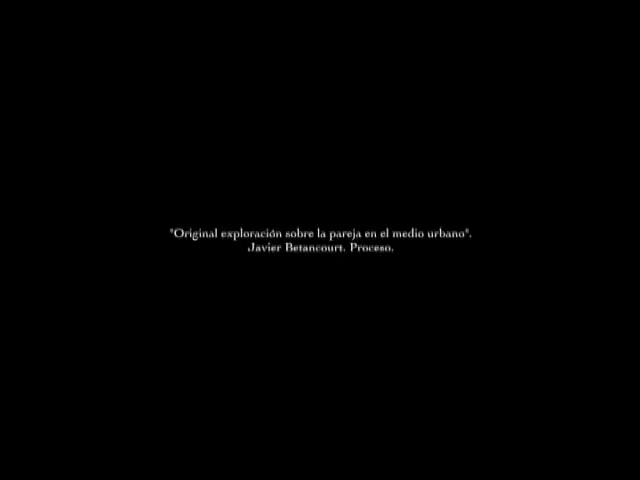 "Original exploración sobre la pareja en el medio urbano".
Javier Betancourt. Proceso.